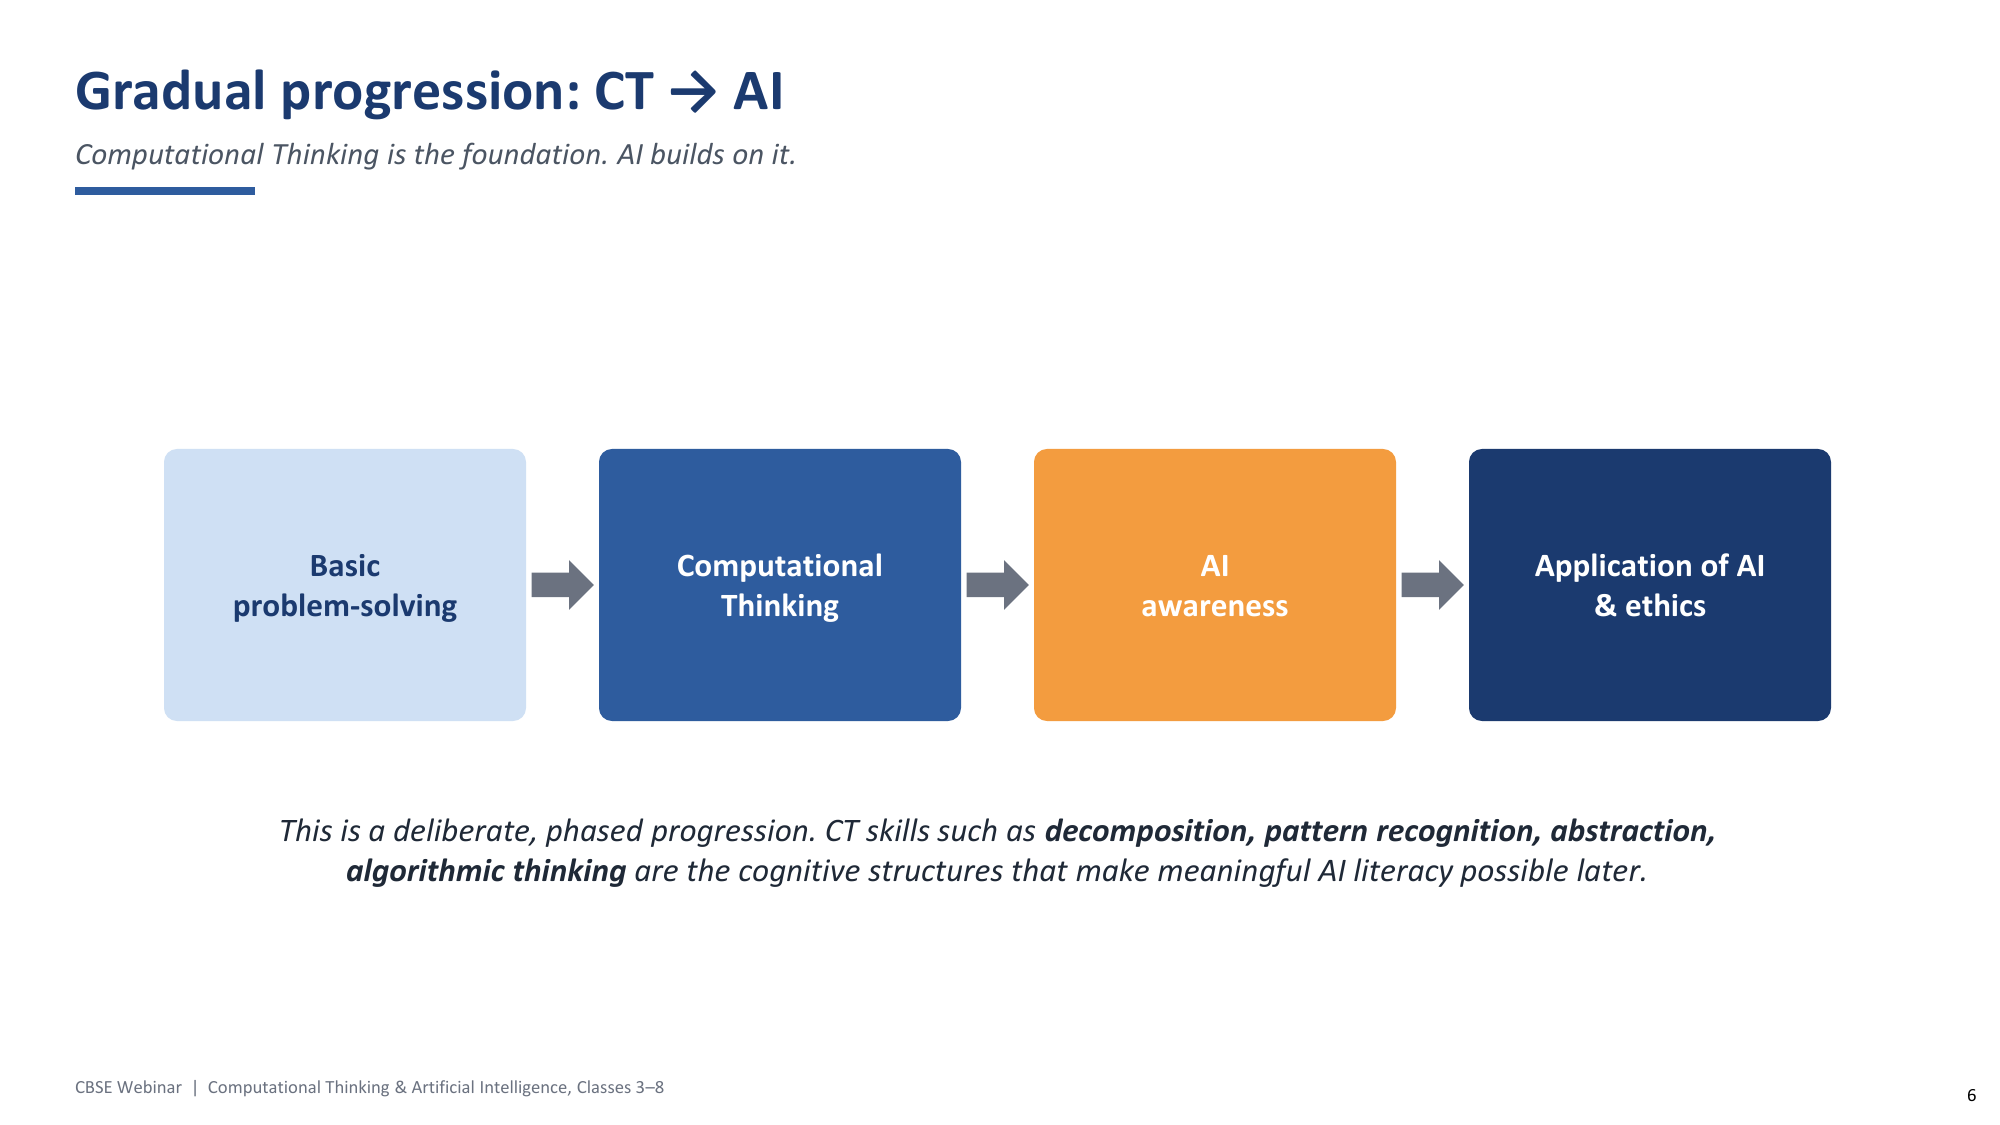 Gradual progression: CT → AI
Computational Thinking is the foundation. AI builds on it.
Basic
problem-solving
Computational
Thinking
AI
awareness
Application of AI
& ethics
This is a deliberate, phased progression. CT skills such as decomposition, pattern recognition, abstraction,
algorithmic thinking are the cognitive structures that make meaningful AI literacy possible later.
CBSE Webinar | Computational Thinking & Artificial Intelligence, Classes 3–8
6